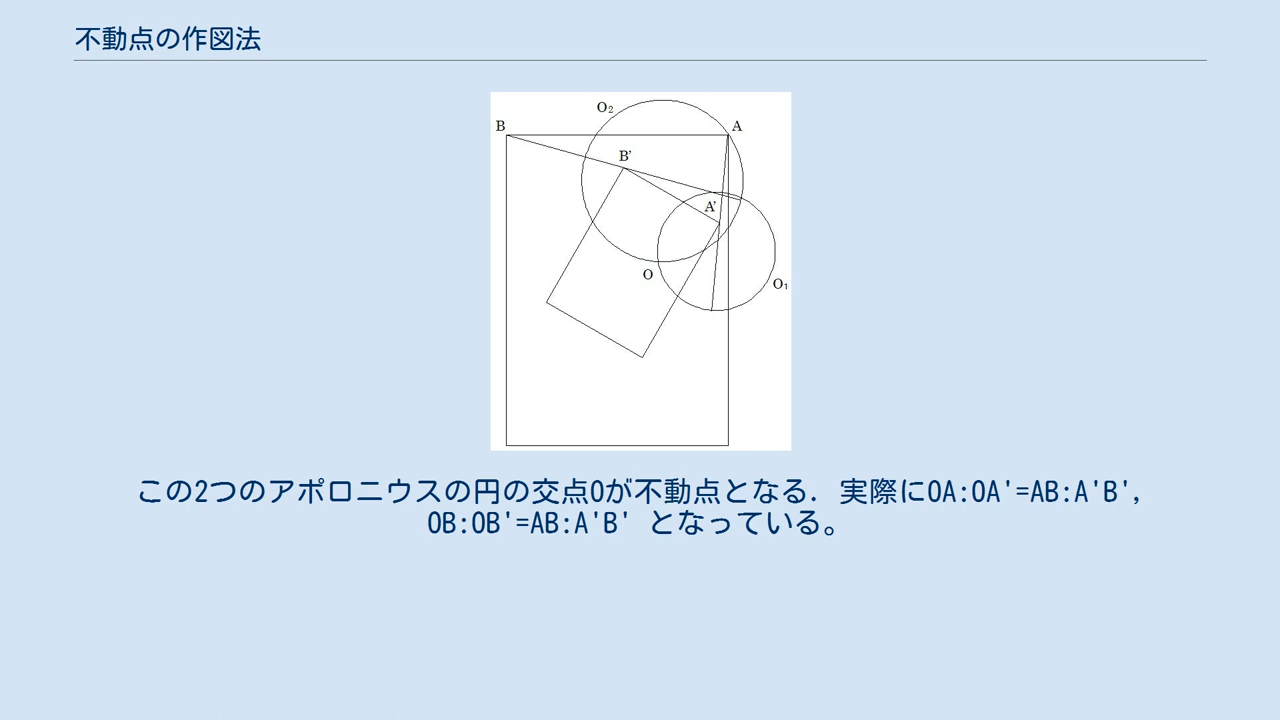 不動点の作図法
O₂
B
A
B'
A'
O
O₁
この2つのアポロニウスの円の交点Oが不動点となる．実際にOA:OA'=AB:A'B',
OB:OB'=AB:A'B' となっている。